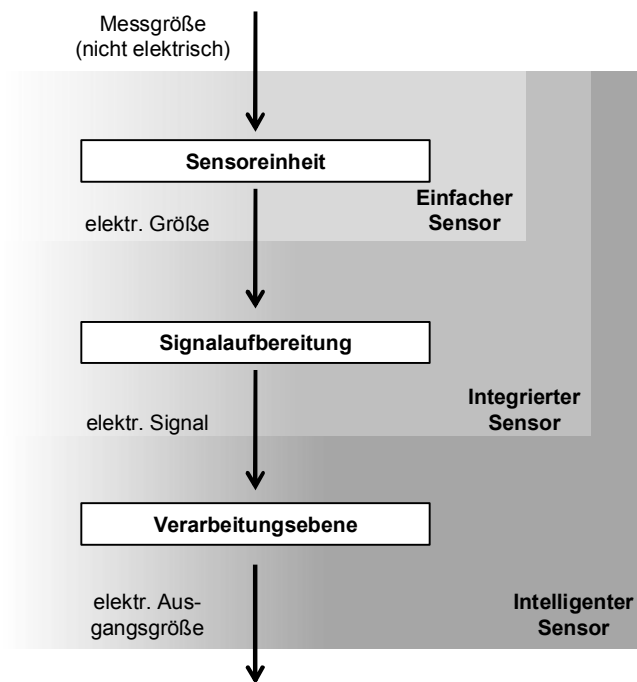 Messgröße
(nicht elektrisch)
Sensoreinheit
Einfacher
Sensor
elektr. Größe
Signalaufbereitung
Integrierter
Sensor
elektr. Signal
Verarbeitungsebene
elektr. Aus-
gangsgröße
Intelligenter
Sensor